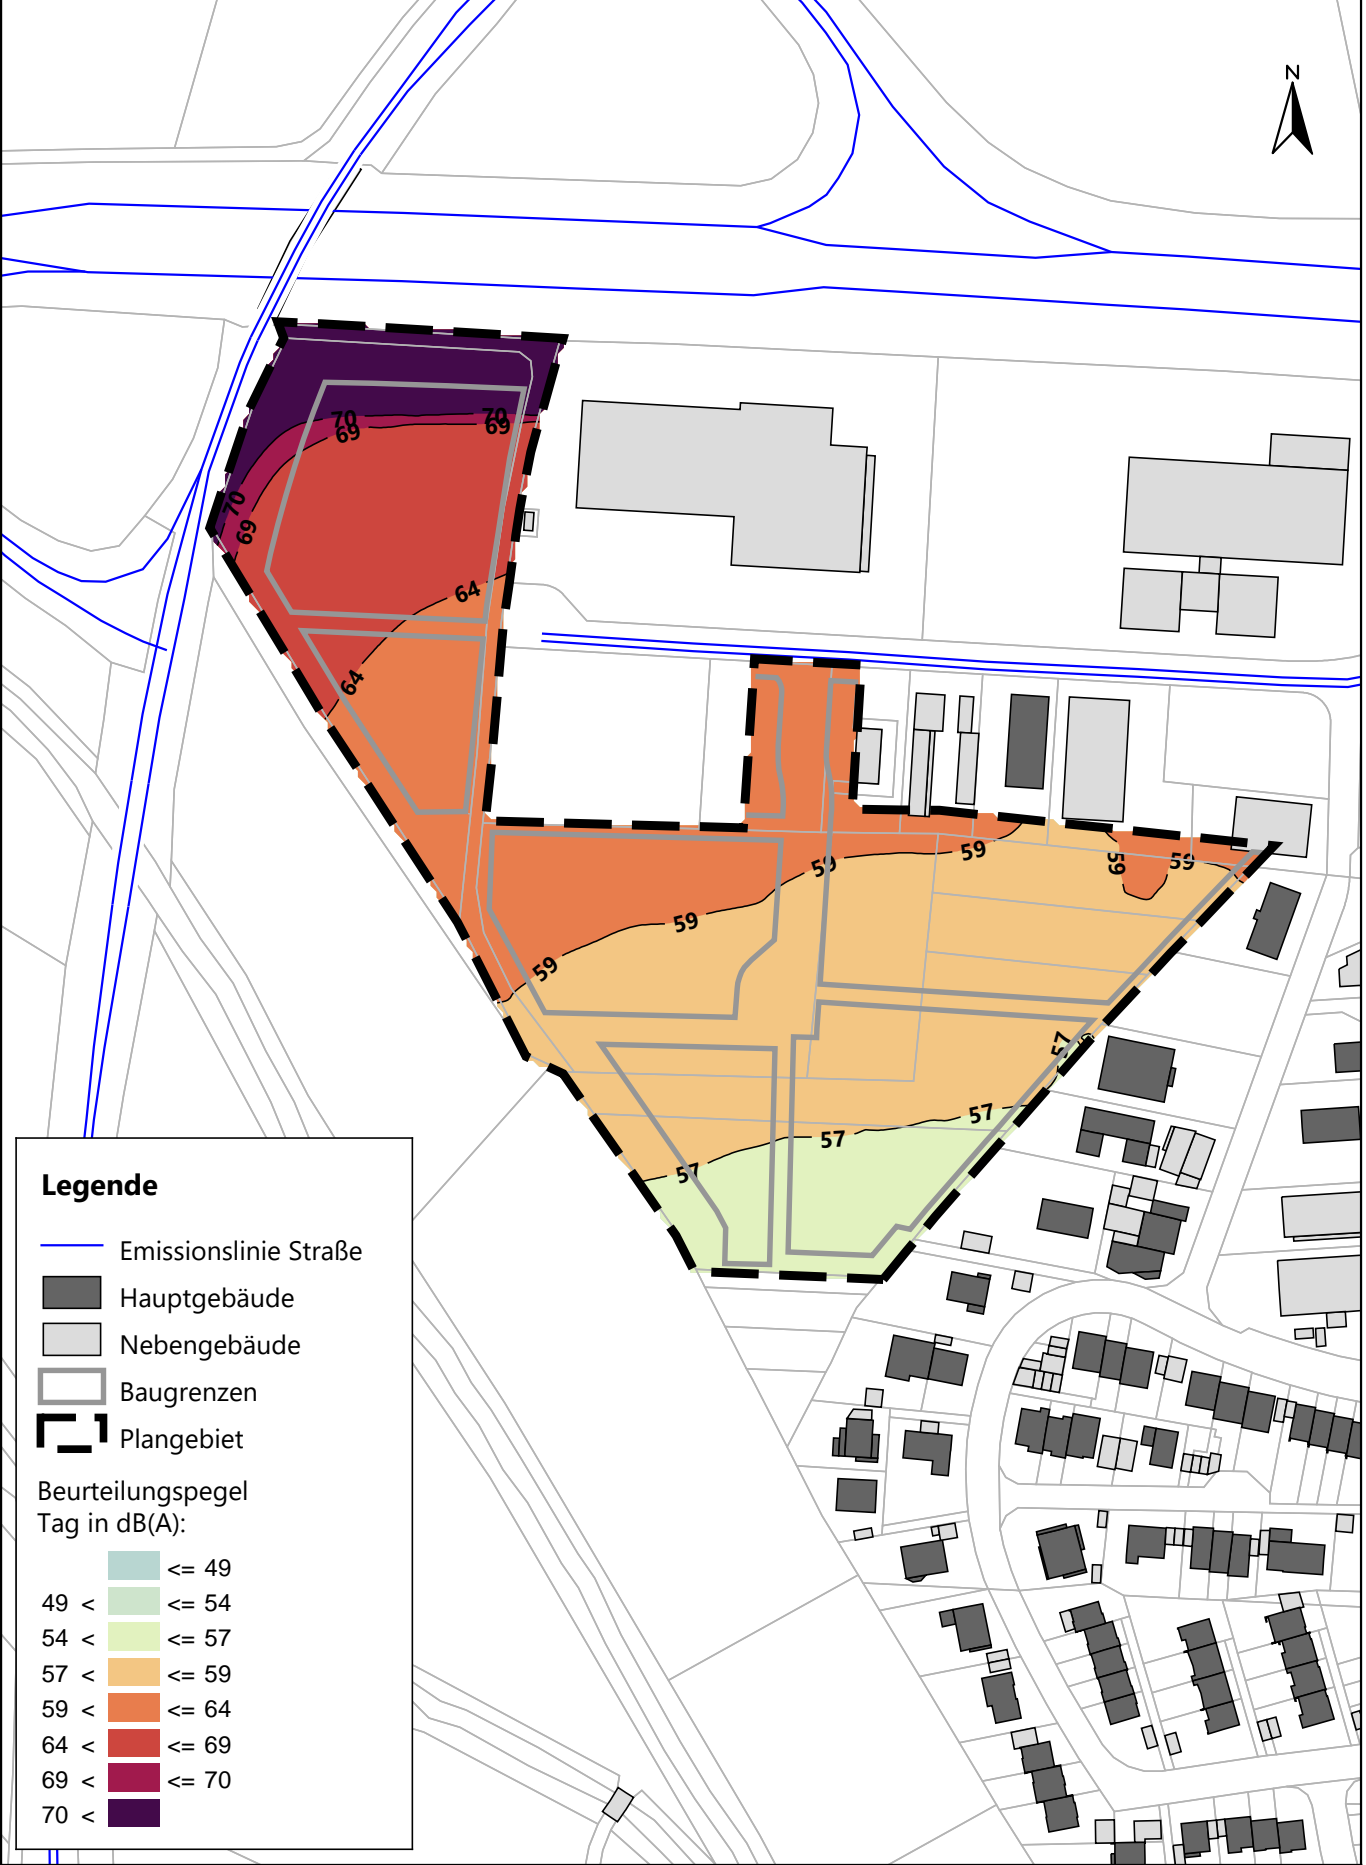 N
70
70
69
69
70
69
64
64
59
59
59
59
59
59
57
57
57
57
Legende
Emissionslinie Straße
Hauptgebäude
Nebengebäude
Baugrenzen
Plangebiet
Beurteilungspegel
Tag in dB(A):
<= 49
49 < <= 54
54 < <= 57
57 < <= 59
59 < <= 64
64 < <= 69
69 < <= 70
70 <